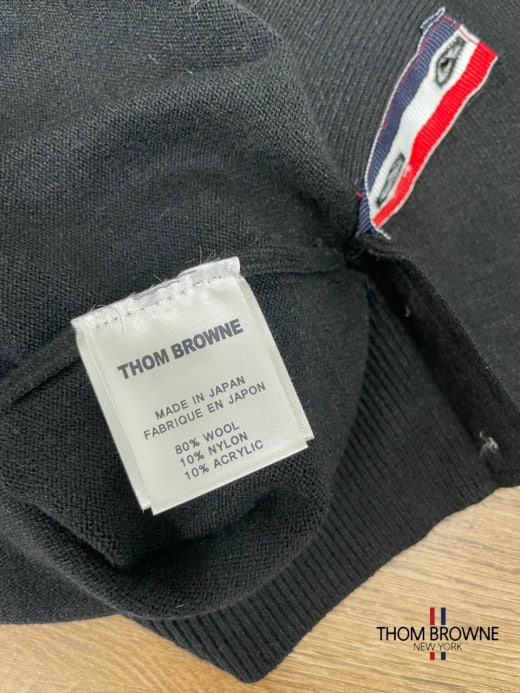 THOM BROWNE
MADE IN JAPAN
FABRIQUE EN JAPON
80% WOOL
10% NYLON
10% ACRYLIC
THOM BROWNE
NEW YORK